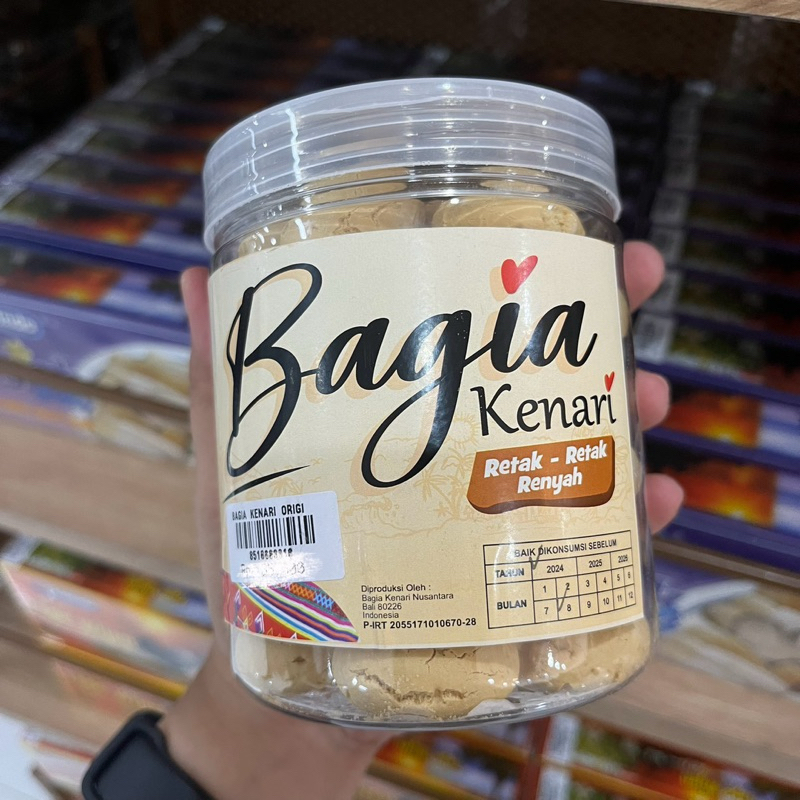 Bagia
Kenari
Retak - Retak
Renyah
BAGIA KENARI ORIGI
Diproduksi Oleh :
Bagia Kenari Nusantara
Bali 80226
Indonesia
P-IRT 2055171010670-28
BAIK DIKONSUMSI SEBELUM
TAHUN 2024 2025 2026
BULAN 1 2 3 4 5 6
7 8 9 10 11 12